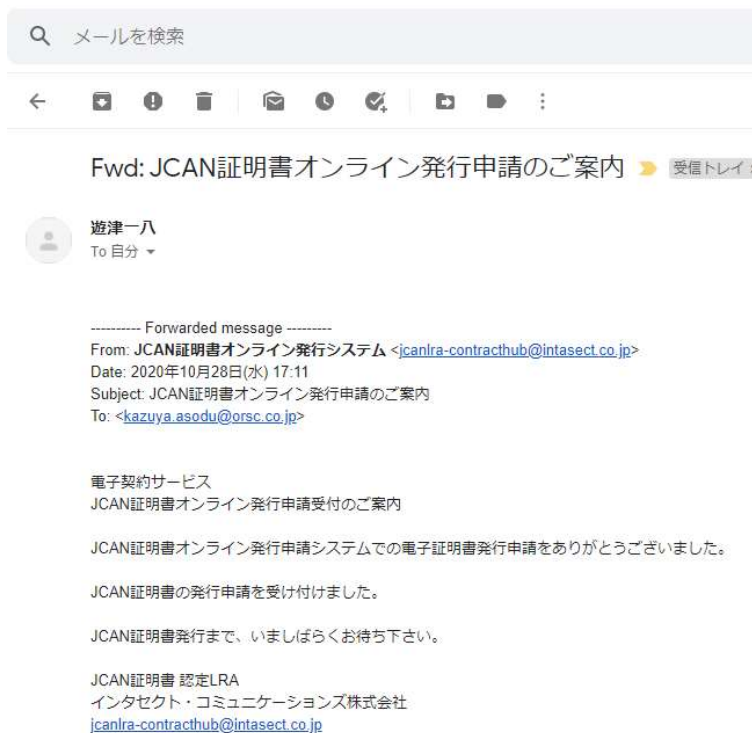 メールを検索
Fwd: JCAN証明書オンライン発行申請のご案内 受信トレイ
遊津一八
To 自分
---------- Forwarded message ---------
From: JCAN証明書オンライン発行システム <jcanlra-contracthub@intasect.co.jp>
Date: 2020年10月28日(水) 17:11
Subject: JCAN証明書オンライン発行申請のご案内
To: <kazuya.asodu@orsc.co.jp>
電子契約サービス
JCAN証明書オンライン発行申請受付のご案内
JCAN証明書オンライン発行申請システムでの電子証明書発行申請をありがとうございました。
JCAN証明書の発行申請を受け付けました。
JCAN証明書発行まで、いましばらくお待ち下さい。
JCAN証明書 認定LRA
インタセクト・コミュニケーションズ株式会社
jcanlra-contracthub@intasect.co.jp